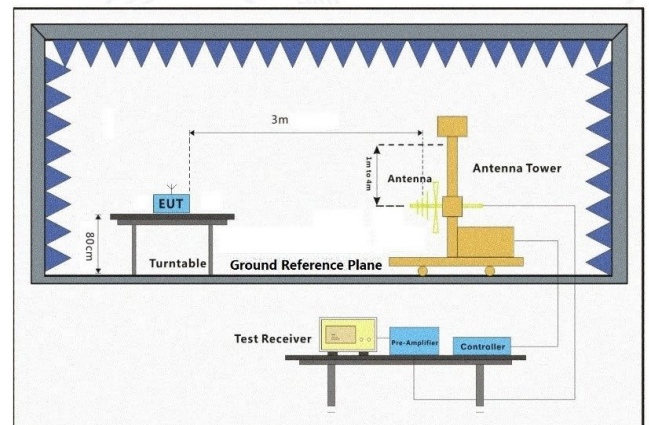 3m
1m to 4m
Antenna
Antenna Tower
EUT
80cm
Turntable
Ground Reference Plane
Test Receiver
Pre-Amplifier
Controller